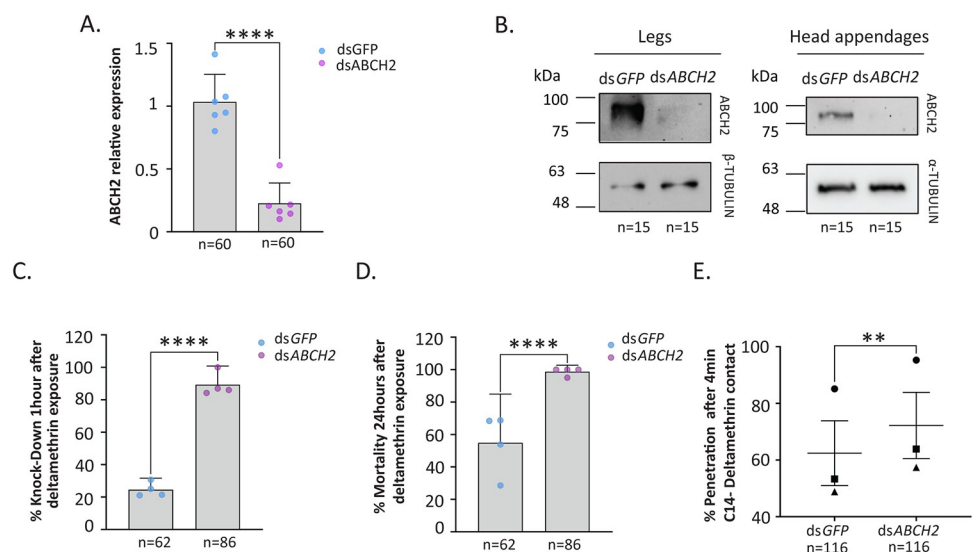 A.
ABCH2 relative expression
1.5
1
0.5
0
****
dsGFP
dsABCH2
n=60
n=60
B.
Legs
Head appendages
kDa
dsGFP
dsABCH2
100
75
ABCH2
63
48
β-TUBULIN
n=15
n=15
kDa
dsGFP
dsABCH2
100
75
ABCH2
63
48
α-TUBULIN
n=15
n=15
C.
% Knock-Down 1hour after
deltamethrin exposure
120
100
80
60
40
20
0
****
dsGFP
dsABCH2
n=62
n=86
D.
% Mortality 24hours after
deltamethrin exposure
120
100
80
60
40
20
0
****
dsGFP
dsABCH2
n=62
n=86
E.
% Penetration after 4min
C14- Deltamethrin contact
100
80
60
40
**
dsGFP
n=116
dsABCH2
n=116